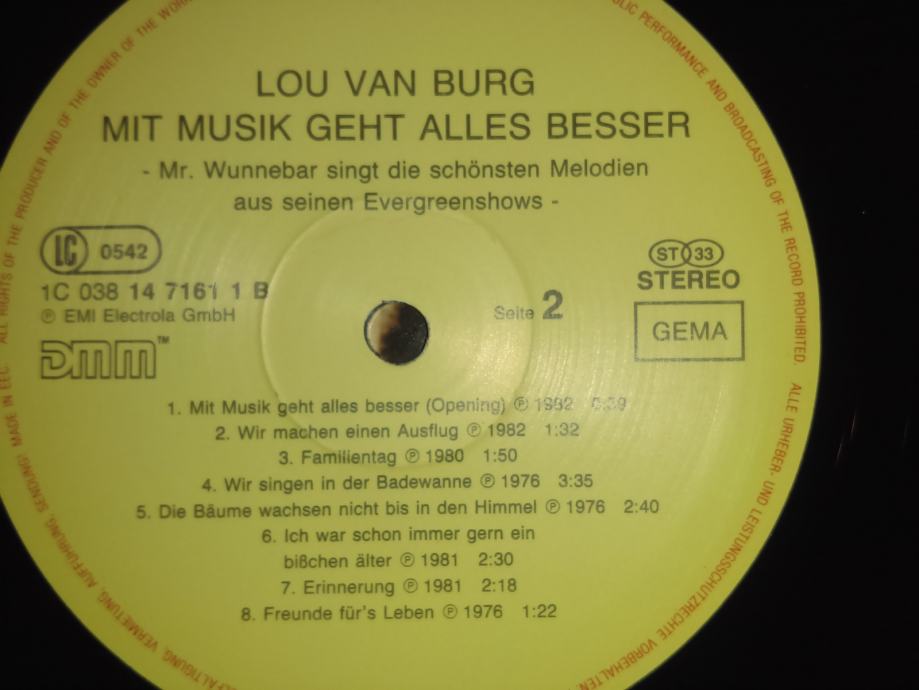 LOU VAN BURG
MIT MUSIK GEHT ALLES BESSER
- Mr. Wunnebar singt die schönsten Melodien
aus seinen Evergreenshows -
LC 0542
1C 038 14 7161 1 B
℗ EMI Electrola GmbH
DMM™
Seite 2
ST 33
STEREO
GEMA
1. Mit Musik geht alles besser (Opening) ℗ 1982
2. Wir machen einen Ausflug ℗ 1982 1:32
3. Familientag ℗ 1980 1:50
4. Wir singen in der Badewanne ℗ 1976 3:35
5. Die Bäume wachsen nicht bis in den Himmel ℗ 1976 2:40
6. Ich war schon immer gern ein
bißchen älter ℗ 1981 2:30
7. Erinnerung ℗ 1981 2:18
8. Freunde für's Leben ℗ 1976 1:22
AUFFÜHRUNG, SENDUNG! MADE IN EEC. ALL RIGHTS OF THE PRODUCER AND OF THE OWNER OF THE
PERFORMANCE AND BROADCASTING OF THE RECORD PROHIBITED. ALLE URHEBER- UND LEISTUNGSSCHUTZRECHTE VORBEHALTEN
VERMIETUNG,